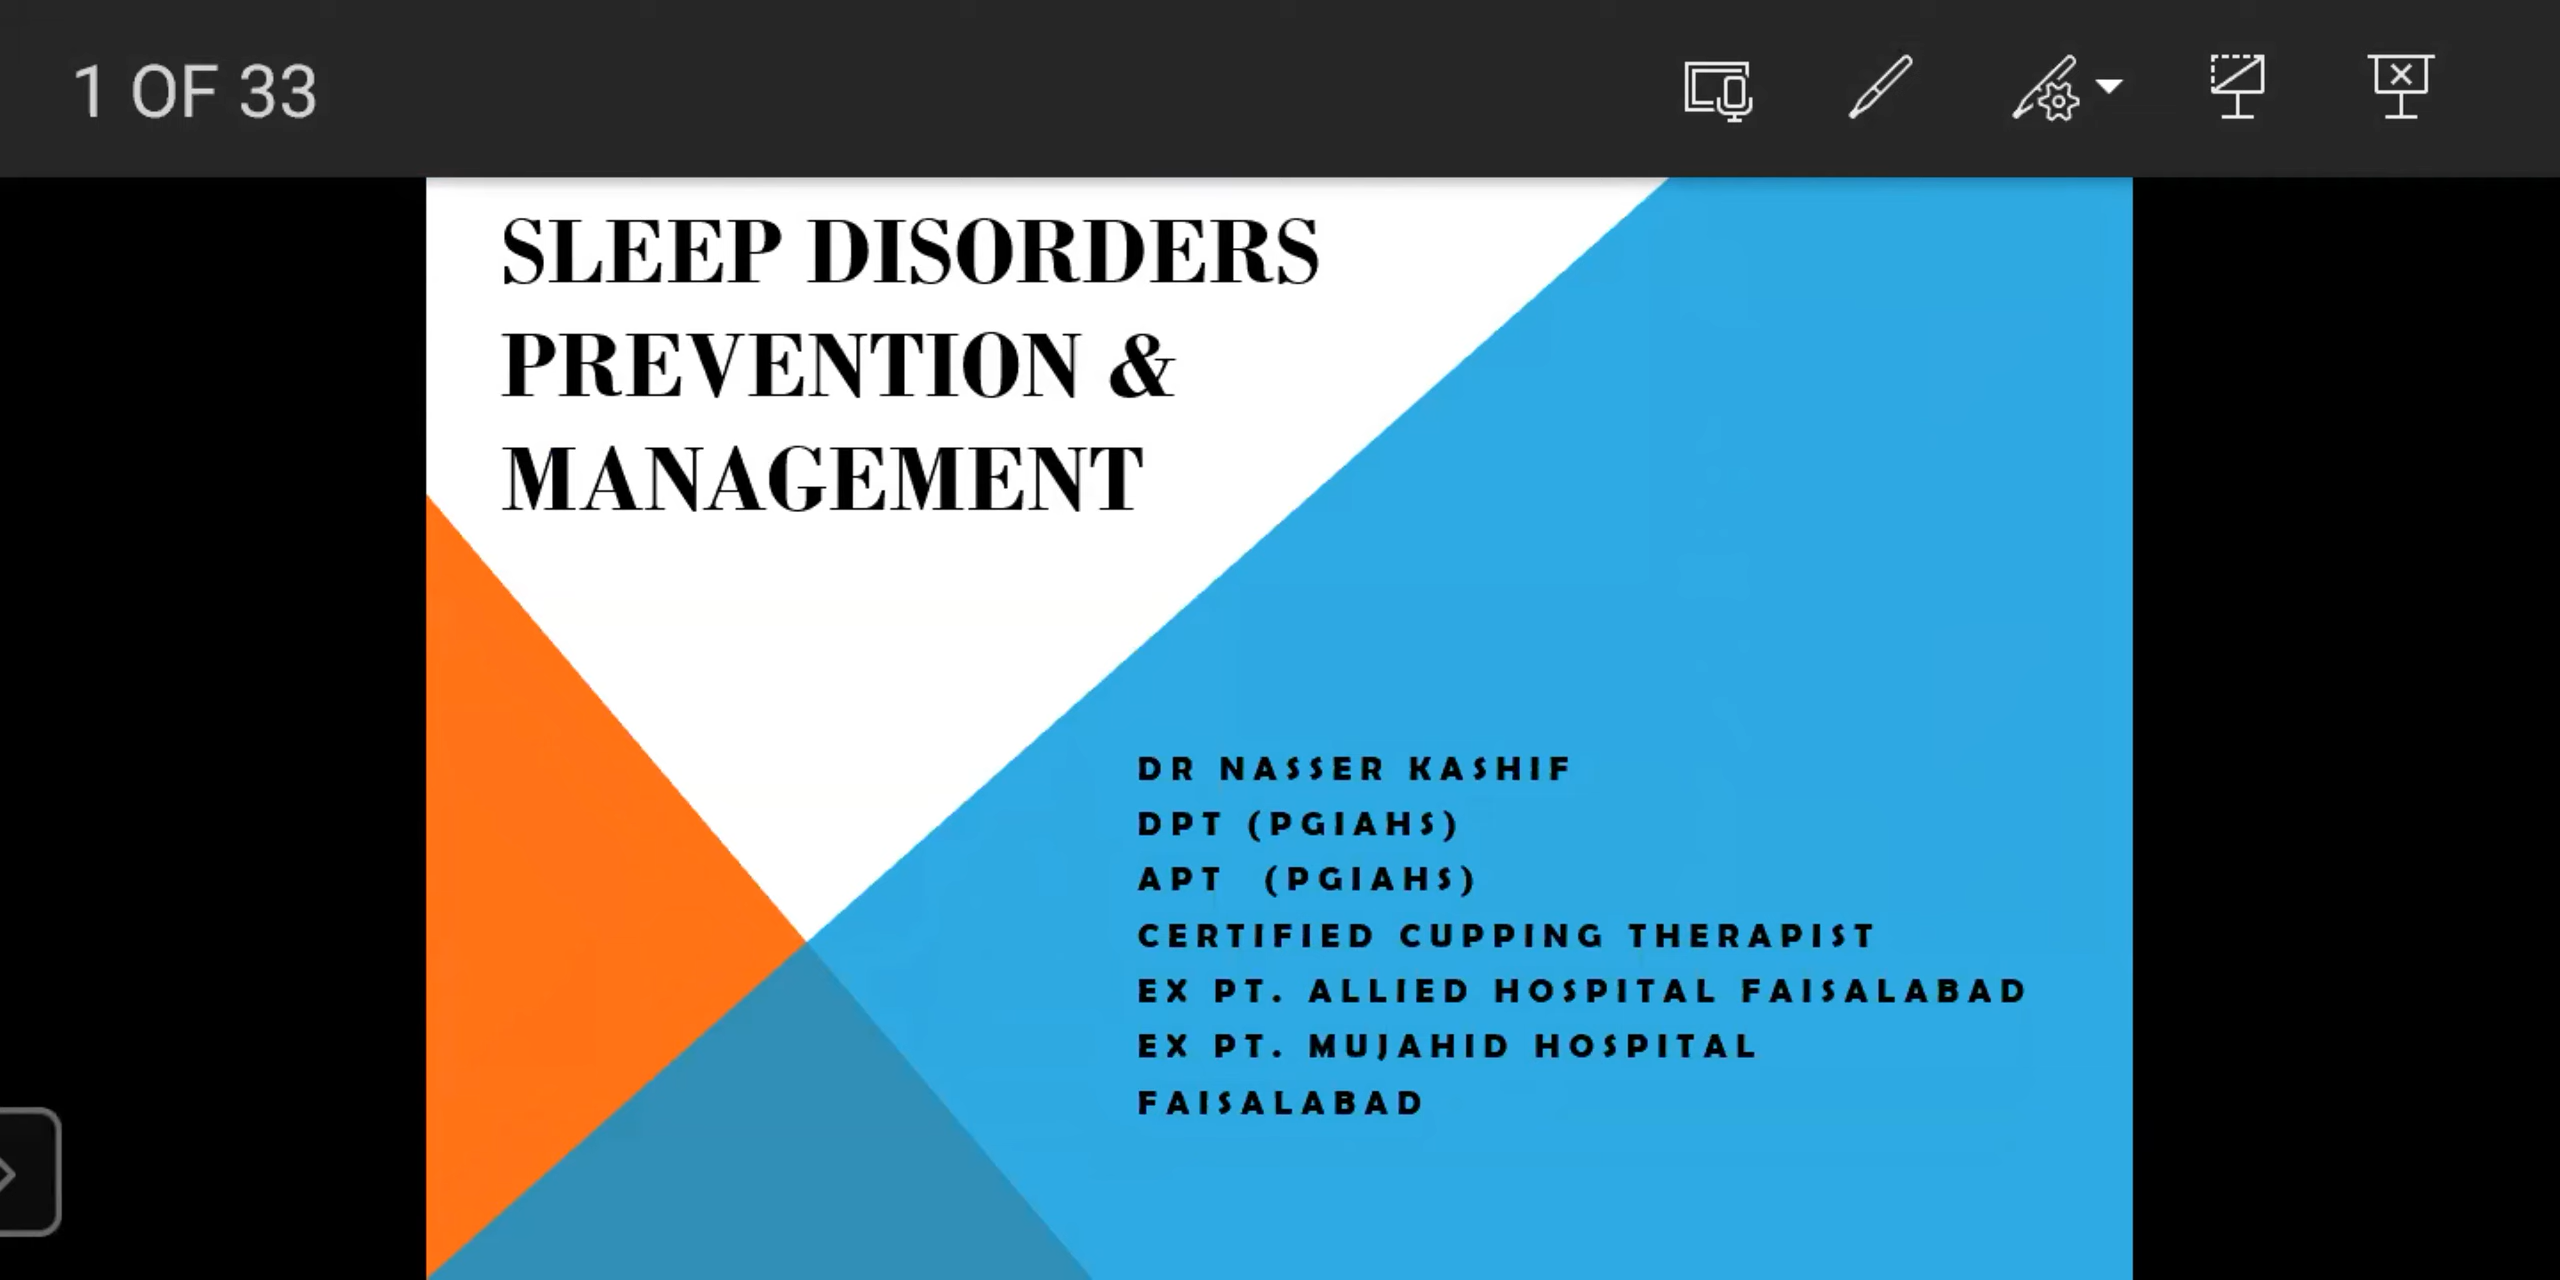 1 OF 33
SLEEP DISORDERS
PREVENTION &
MANAGEMENT
DR NASSER KASHIF
DPT (PGIAHS)
APT (PGIAHS)
CERTIFIED CUPPING THERAPIST
EX PT. ALLIED HOSPITAL FAISALABAD
EX PT. MUJAHID HOSPITAL
FAISALABAD